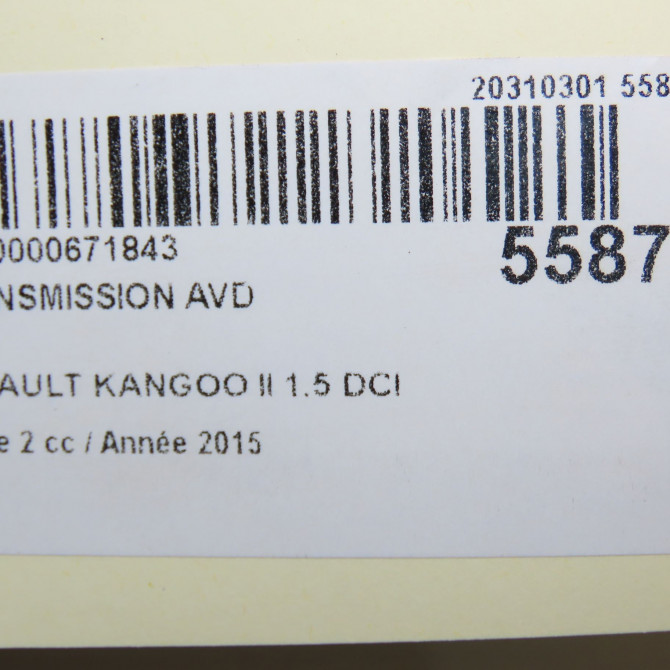 20310301 558
0000671843
5587
NSMISSION AVD
AULT KANGOO II 1.5 DCI
e 2 cc / Année 2015